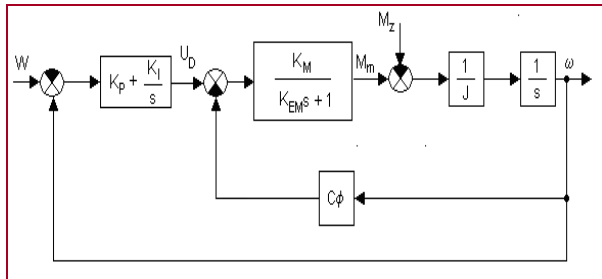 M_z
W
K_P + K_I / s
U_D
K_M / K_EM s + 1
M_m
1 / J
1 / s
ω
Cϕ